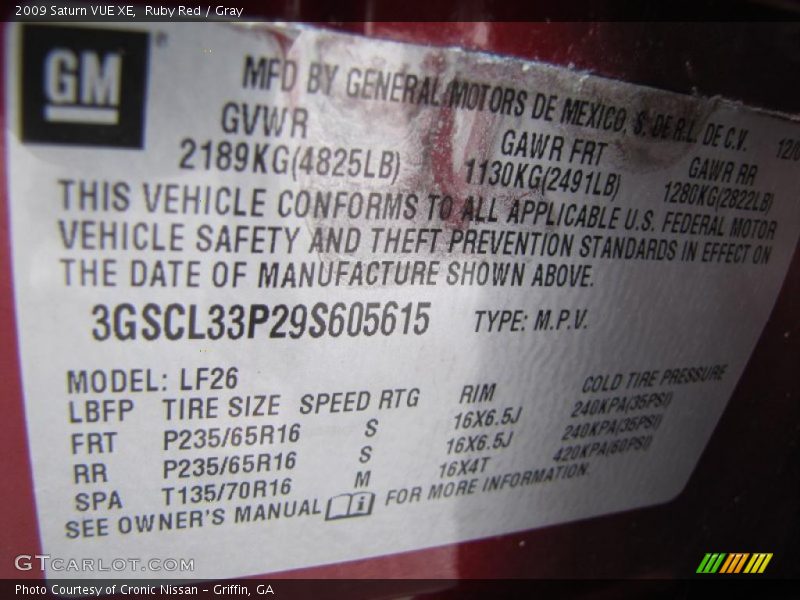 2009 Saturn VUE XE, Ruby Red / Gray
GM
MFD BY GENERAL MOTORS DE MEXICO, S. DE R.L. DE C.V.
GVWR GAWR FRT GAWR RR
2189KG(4825LB) 1130KG(2491LB) 1280KG(2822LB)
THIS VEHICLE CONFORMS TO ALL APPLICABLE U.S. FEDERAL MOTOR
VEHICLE SAFETY AND THEFT PREVENTION STANDARDS IN EFFECT ON
THE DATE OF MANUFACTURE SHOWN ABOVE.
3GSCL33P29S605615 TYPE: M.P.V.
MODEL: LF26
LBFP TIRE SIZE SPEED RTG RIM COLD TIRE PRESSURE
FRT P235/65R16 S 16X6.5J 240KPA(35PSI)
RR P235/65R16 S 16X6.5J 240KPA(35PSI)
SPA T135/70R16 M 16X4T 420KPA(60PSI)
SEE OWNER'S MANUAL FOR MORE INFORMATION.
GTCARLOT.COM
Photo Courtesy of Cronic Nissan – Griffin, GA